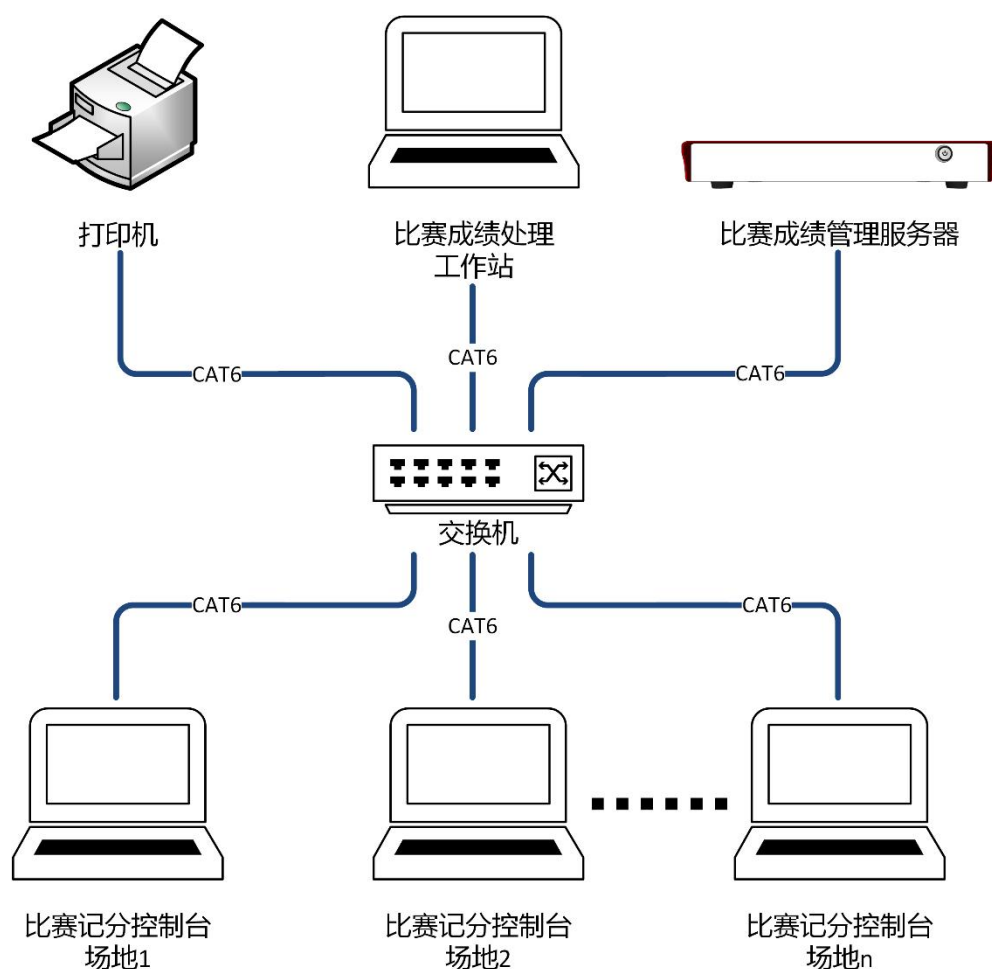 打印机
比赛成绩处理
工作站
比赛成绩管理服务器
CAT6
CAT6
CAT6
交换机
CAT6
CAT6
CAT6
比赛记分控制台
场地1
比赛记分控制台
场地2
比赛记分控制台
场地n